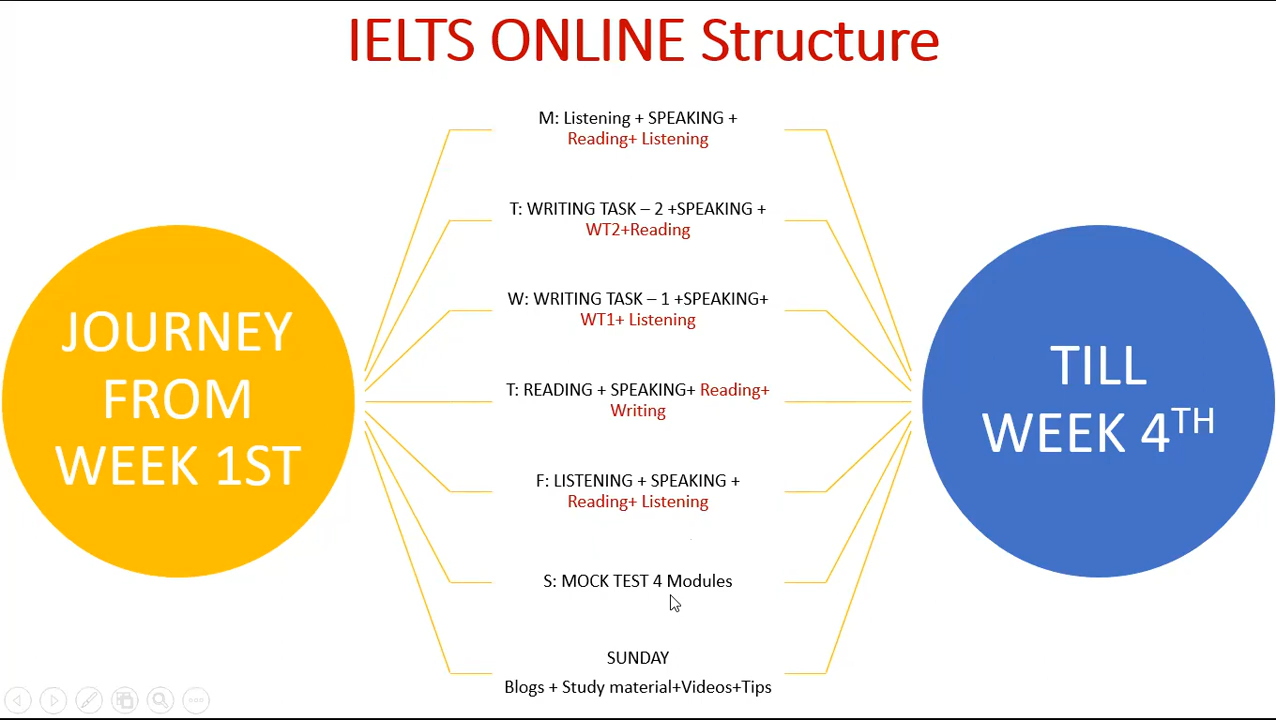 IELTS ONLINE Structure
M: Listening + SPEAKING +
Reading+ Listening
T: WRITING TASK – 2 +SPEAKING +
WT2+Reading
W: WRITING TASK – 1 +SPEAKING+
WT1+ Listening
T: READING + SPEAKING+ Reading+
Writing
F: LISTENING + SPEAKING +
Reading+ Listening
S: MOCK TEST 4 Modules
SUNDAY
Blogs + Study material+Videos+Tips
JOURNEY
FROM
WEEK 1ST
TILL
WEEK 4TH